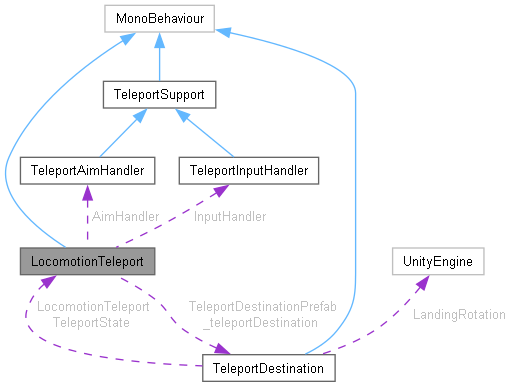 MonoBehaviour
TeleportSupport
TeleportAimHandler
TeleportInputHandler
AimHandler
InputHandler
LocomotionTeleport
UnityEngine
LocomotionTeleport
TeleportState
TeleportDestinationPrefab
_teleportDestination
LandingRotation
TeleportDestination